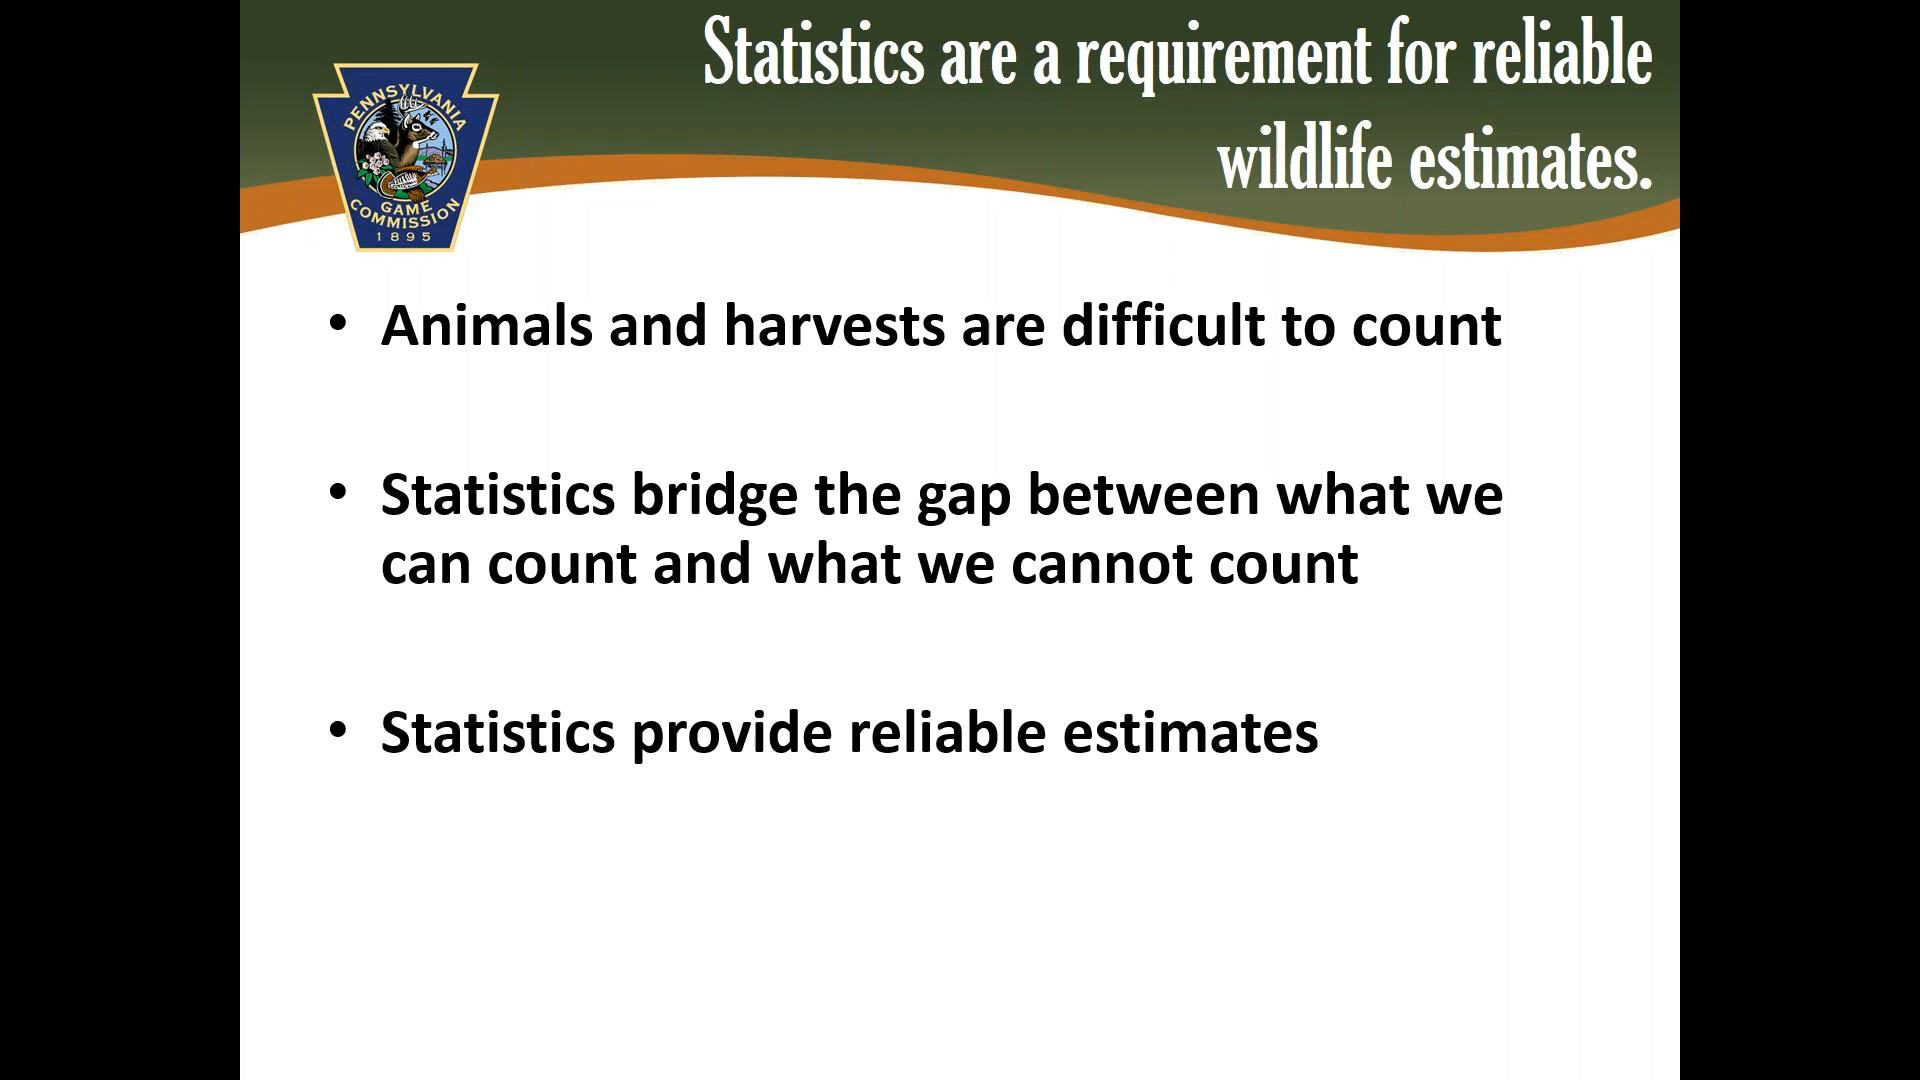 Statistics are a requirement for reliable
wildlife estimates.
PENNSYLVANIA
GAME
COMMISSION
1895
• Animals and harvests are difficult to count
• Statistics bridge the gap between what we
can count and what we cannot count
• Statistics provide reliable estimates